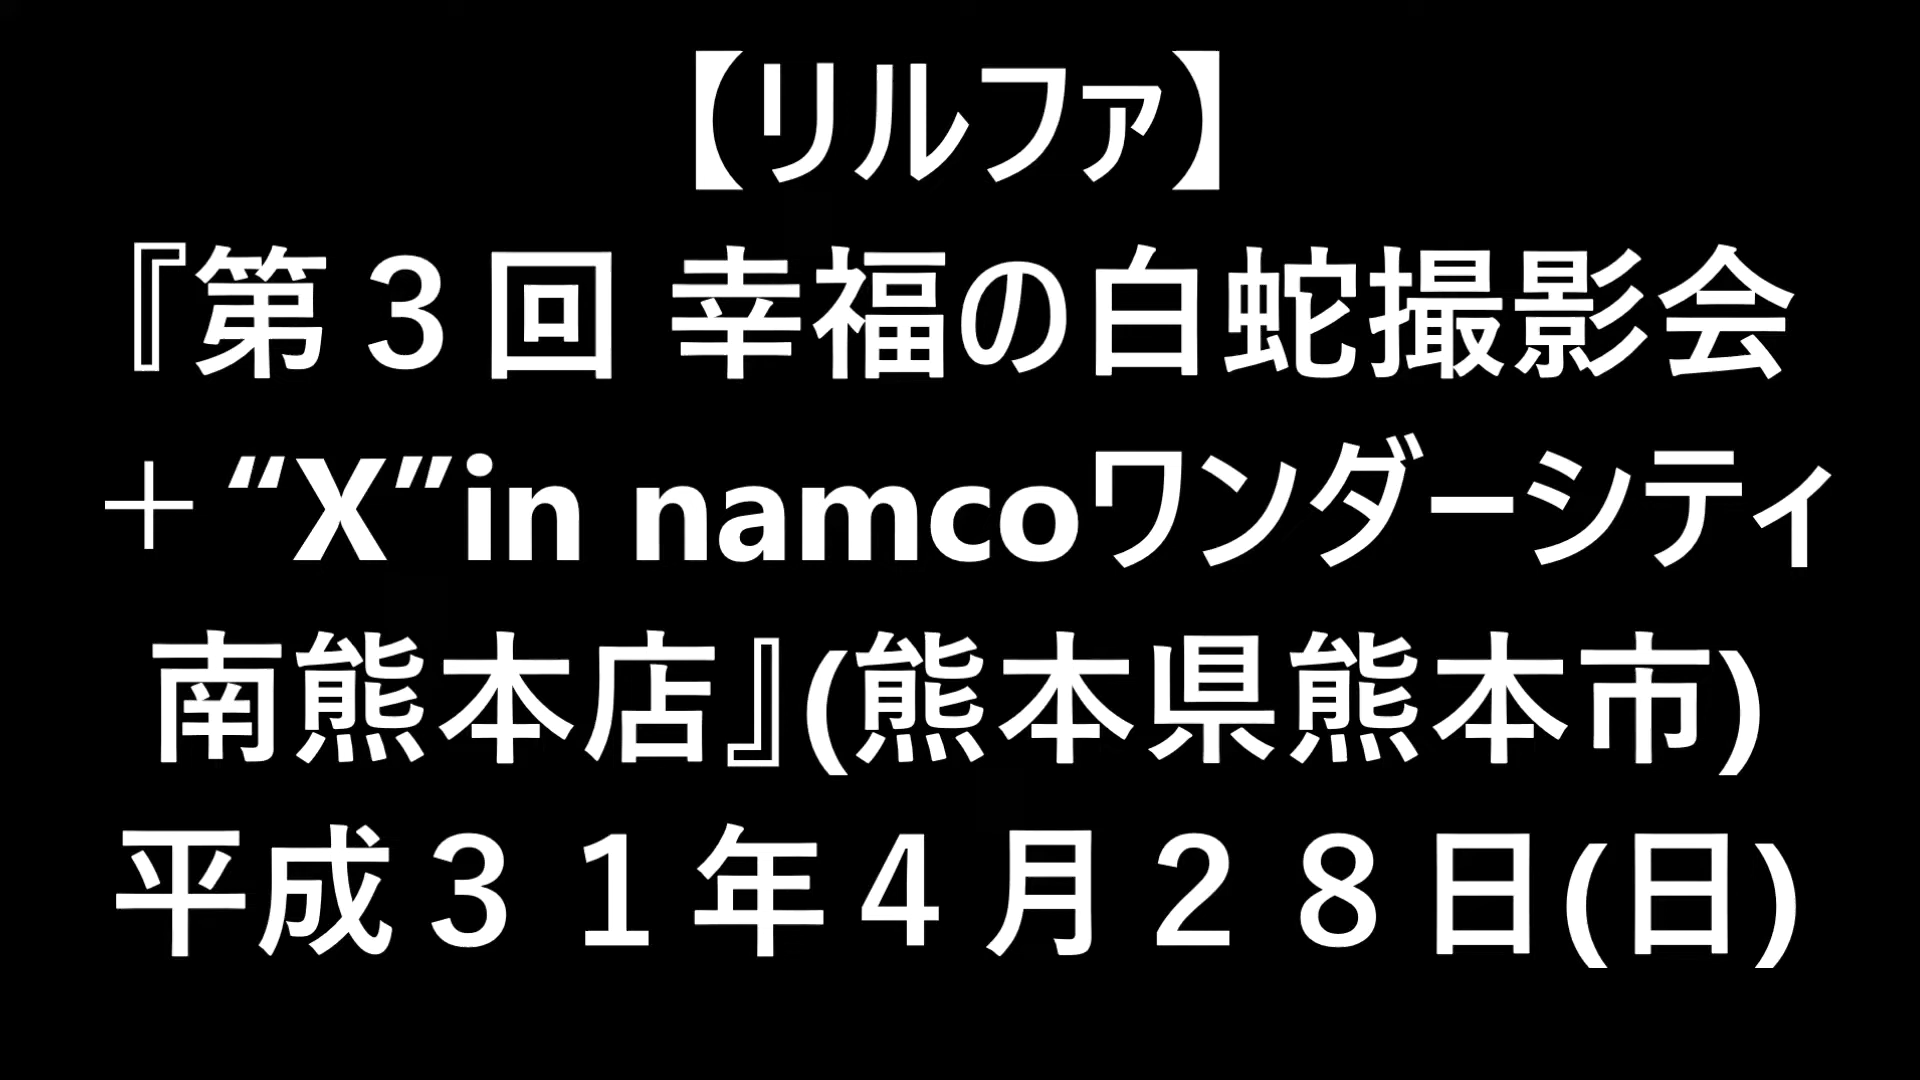 【リルファ】
『第３回 幸福の白蛇撮影会
＋“X”in namcoワンダーシティ
南熊本店』(熊本県熊本市)
平成３１年４月２８日(日)